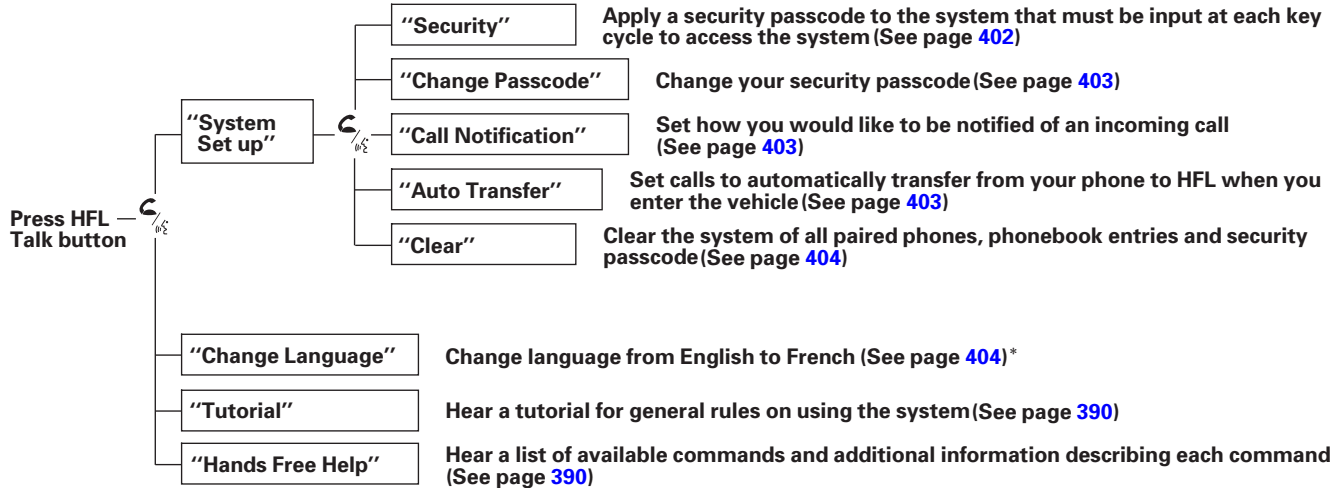 "Security"
Apply a security passcode to the system that must be input at each key
cycle to access the system (See page 402)
"Change Passcode"
Change your security passcode (See page 403)
"System
Set up"
"Call Notification"
Set how you would like to be notified of an incoming call
(See page 403)
"Auto Transfer"
Set calls to automatically transfer from your phone to HFL when you
enter the vehicle (See page 403)
Press HFL
Talk button
"Clear"
Clear the system of all paired phones, phonebook entries and security
passcode (See page 404)
"Change Language"
Change language from English to French (See page 404)*
"Tutorial"
Hear a tutorial for general rules on using the system (See page 390)
"Hands Free Help"
Hear a list of available commands and additional information describing each command
(See page 390)